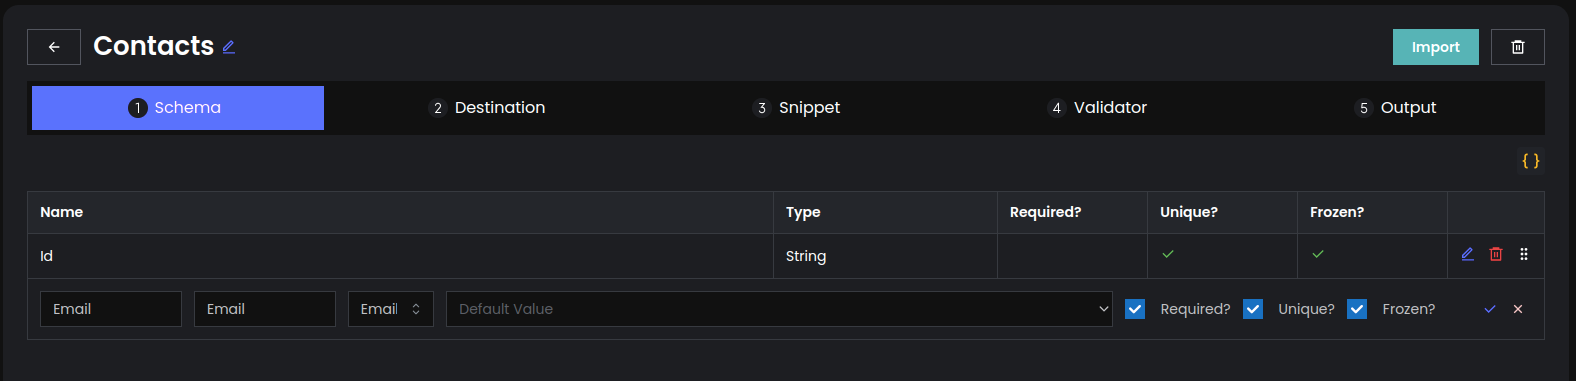 Contacts
Import
1 Schema
2 Destination
3 Snippet
4 Validator
5 Output
{ }
Name Type Required? Unique? Frozen?
Id String
Email Email Email Default Value Required? Unique? Frozen?